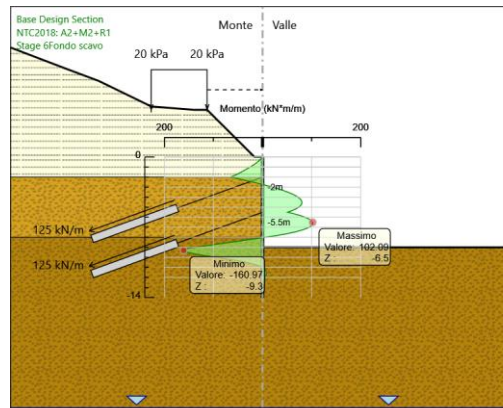 Base Design Section
NTC2018: A2+M2+R1
Stage 6Fondo scavo
Monte
Valle
20 kPa 20 kPa
Momento (kN*m/m)
200 200
0
-2m
-5.5m
125 kN/m
125 kN/m
Massimo
Valore: 102.09
Z : -6.5
Minimo
Valore: -160.97
Z : -9.3
-14